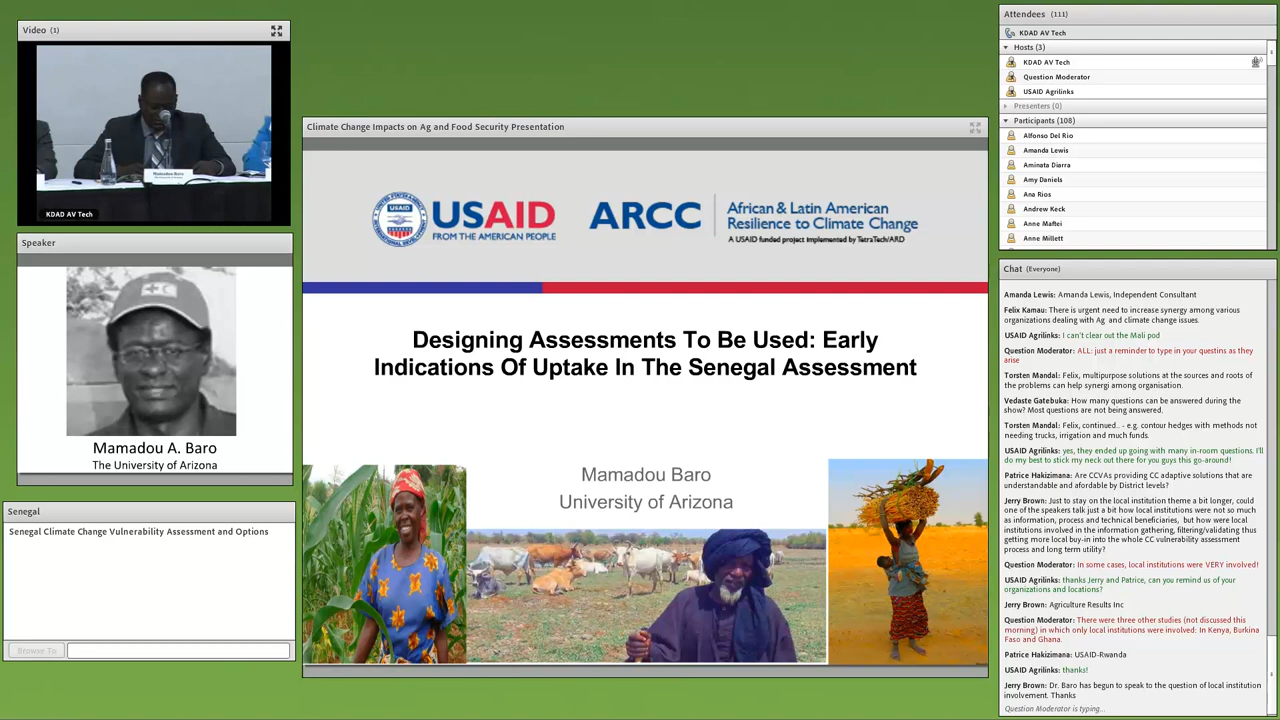 Video (1)
Mamadou Baro
KDAD AV Tech
Speaker
Mamadou A. Baro
The University of Arizona
Senegal
Senegal Climate Change Vulnerability Assessment and Options
Browse To
Climate Change Impacts on Ag and Food Security Presentation
USAID
USAID
FROM THE AMERICAN PEOPLE
ARCC
African & Latin American
Resilience to Climate Change
A USAID funded project implemented by TetraTech/ARD
Designing Assessments To Be Used: Early
Indications Of Uptake In The Senegal Assessment
Mamadou Baro
University of Arizona
Attendees (111)
KDAD AV Tech
Hosts (3)
KDAD AV Tech
Question Moderator
USAID Agrilinks
Presenters (0)
Participants (108)
Alfonso Del Rio
Amanda Lewis
Aminata Diarra
Amy Daniels
Ana Rios
Andrew Keck
Anne Maftei
Anne Millett
Chat (Everyone)
Amanda Lewis: Amanda Lewis, Independent Consultant
Felix Kamau: There is urgent need to increase synergy among various
organizations dealing with Ag and climate change issues.
USAID Agrilinks: I can't clear out the Mali pod
Question Moderator: ALL: just a reminder to type in your questins as they
arise
Torsten Mandal: Felix, multipurpose solutions at the sources and roots of
the problems can help synergi among organisation.
Vedaste Gatebuka: How many questions can be answered during the
show? Most questions are not being answered.
Torsten Mandal: Felix, continued.. - e.g. contour hedges with methods not
needing trucks, irrigation and much funds.
USAID Agrilinks: yes, they ended up going with many in-room questions. I'll
do my best to stick my neck out there for you guys this go-around!
Patrice Hakizimana: Are CCVAs providing CC adaptive solutions that are
understandable and afordable by District levels?
Jerry Brown: Just to stay on the local institution theme a bit longer, could
one of the speakers talk just a bit how local institutions were not so much
as information, process and technical beneficiaries, but how were local
institutions involved in the information gathering, filtering/validating thus
getting more local buy-in into the whole CC vulnerability assessment
process and long term utility?
Question Moderator: In some cases, local institutions were VERY involved!
USAID Agrilinks: thanks Jerry and Patrice, can you remind us of your
organizations and locations?
Jerry Brown: Agriculture Results Inc
Question Moderator: There were three other studies (not discussed this
morning) in which only local institutions were involved: In Kenya, Burkina
Faso and Ghana.
Patrice Hakizimana: USAID-Rwanda
USAID Agrilinks: thanks!
Jerry Brown: Dr. Baro has begun to speak to the question of local institution
involvement. Thanks
Question Moderator is typing...